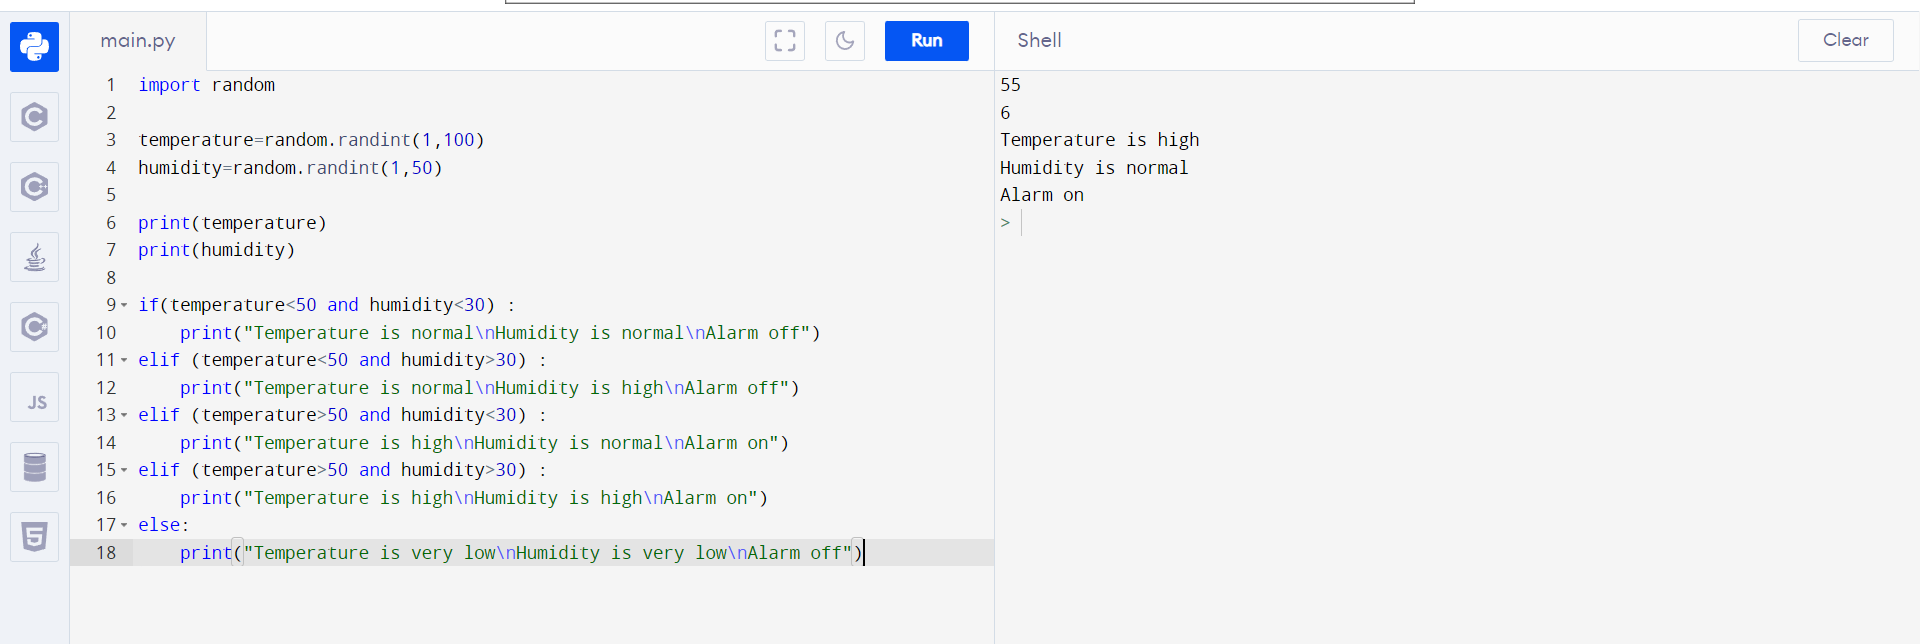 main.py
Run
1 import random
2
3 temperature=random.randint(1,100)
4 humidity=random.randint(1,50)
5
6 print(temperature)
7 print(humidity)
8
9 if(temperature<50 and humidity<30) :
10     print("Temperature is normal\nHumidity is normal\nAlarm off")
11 elif (temperature<50 and humidity>30) :
12     print("Temperature is normal\nHumidity is high\nAlarm off")
13 elif (temperature>50 and humidity<30) :
14     print("Temperature is high\nHumidity is normal\nAlarm on")
15 elif (temperature>50 and humidity>30) :
16     print("Temperature is high\nHumidity is high\nAlarm on")
17 else:
18     print("Temperature is very low\nHumidity is very low\nAlarm off")
JS
Shell
Clear
55
6
Temperature is high
Humidity is normal
Alarm on
>